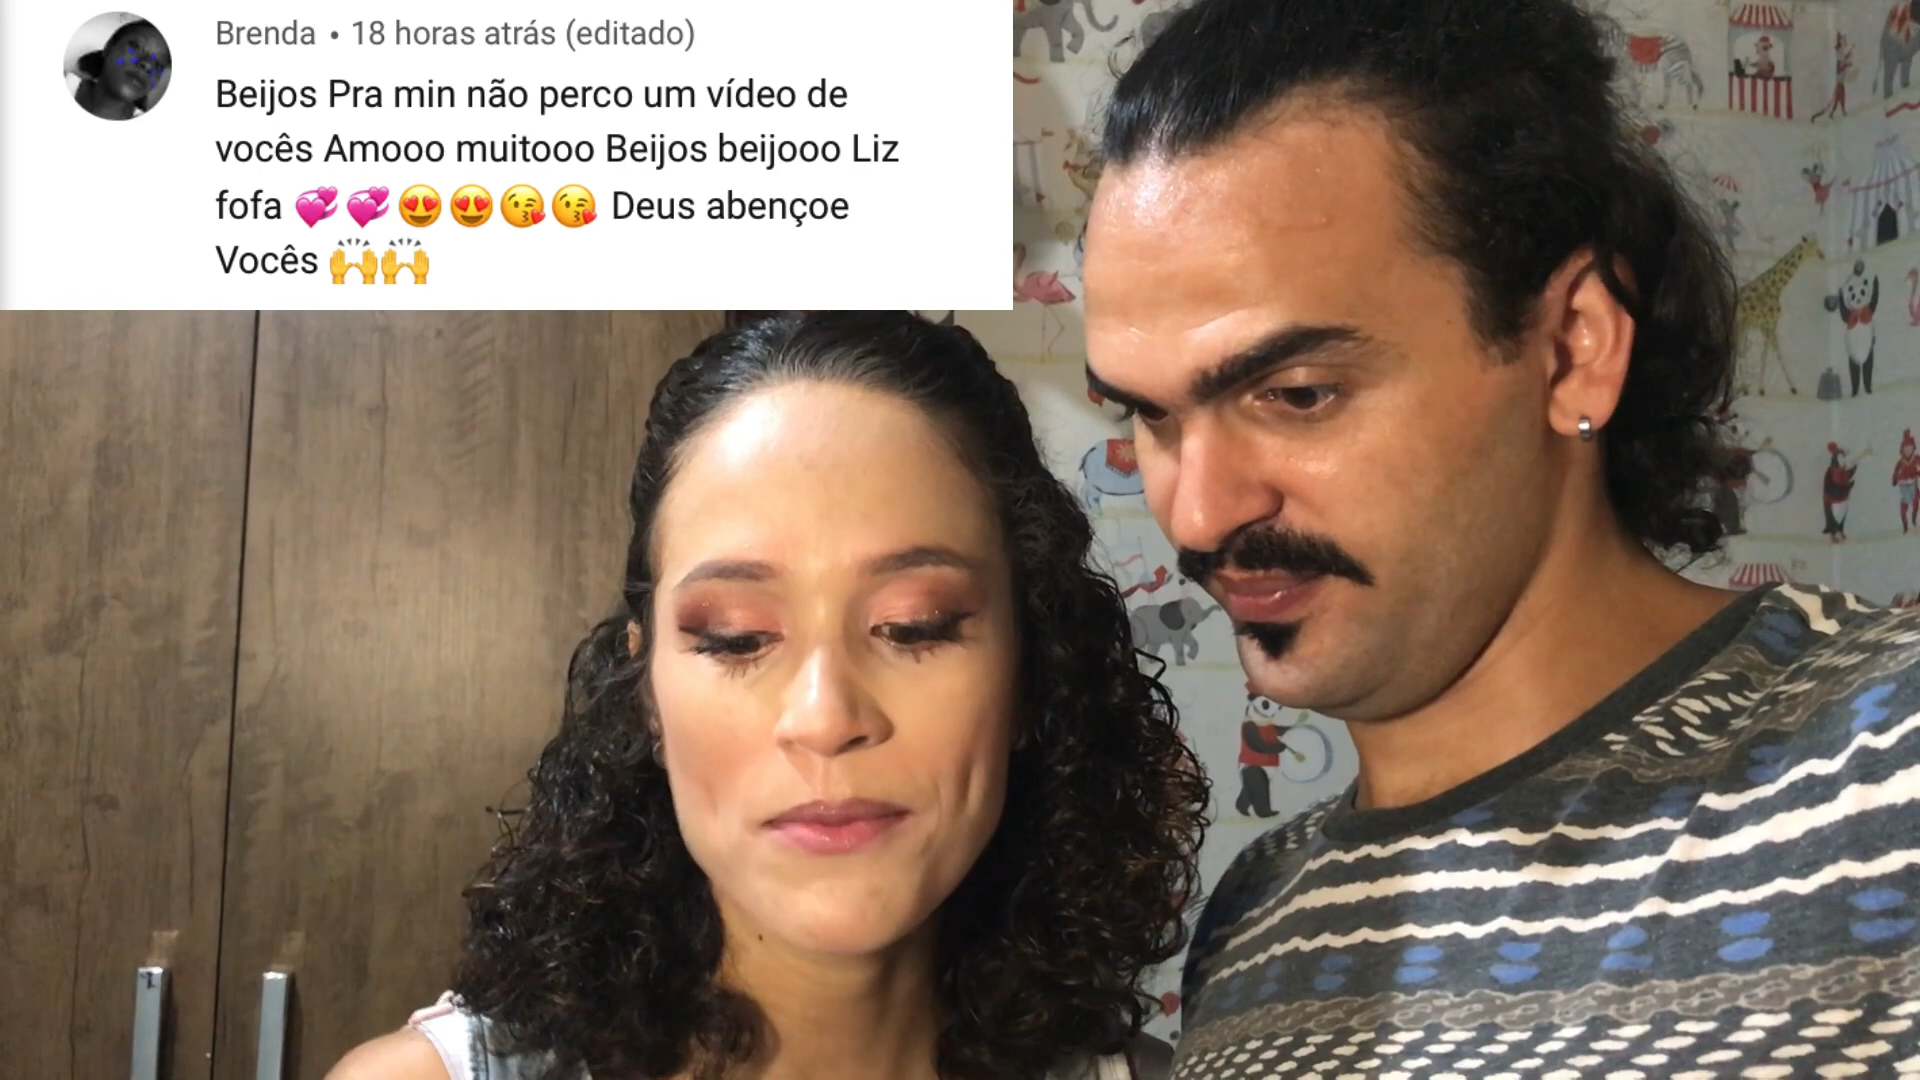 Brenda • 18 horas atrás (editado)
Beijos Pra min não perco um vídeo de
vocês Amooo muitooo Beijos beijooo Liz
fofa 💞💞😍😍😘😘 Deus abençoe
Vocês 🙌🙌